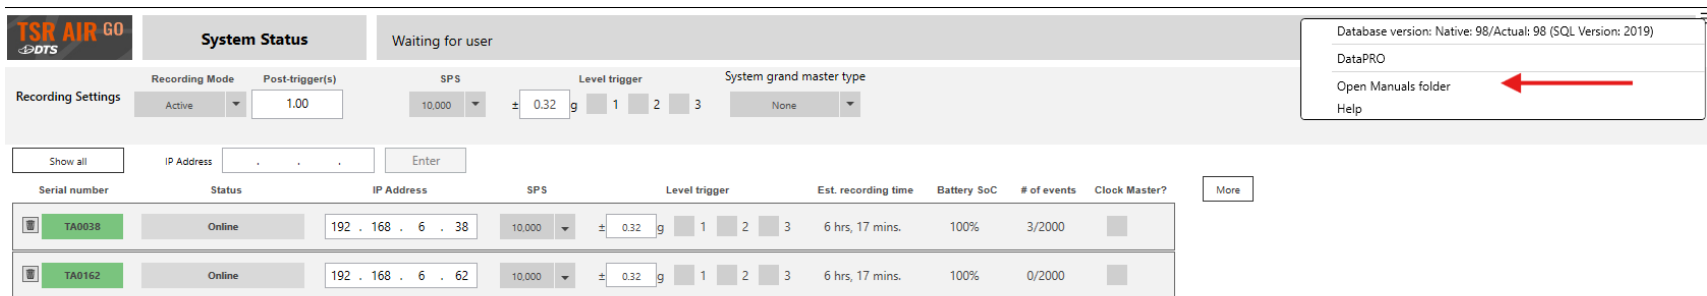 TSR AIR GO
DTS
System Status
Waiting for user
Database version: Native: 98/Actual: 98 (SQL Version: 2019)
DataPRO
Open Manuals folder
Help
Recording Settings
Recording Mode Post-trigger(s) SPS Level trigger System grand master type
Active 1.00 10,000 ± 0.32 g 1 2 3 None
Show all IP Address . . . Enter
Serial number Status IP Address SPS Level trigger Est. recording time Battery SoC # of events Clock Master? More
TA0038 Online 192 . 168 . 6 . 38 10,000 ± 0.32 g 1 2 3 6 hrs, 17 mins. 100% 3/2000
TA0162 Online 192 . 168 . 6 . 62 10,000 ± 0.32 g 1 2 3 6 hrs, 17 mins. 100% 0/2000